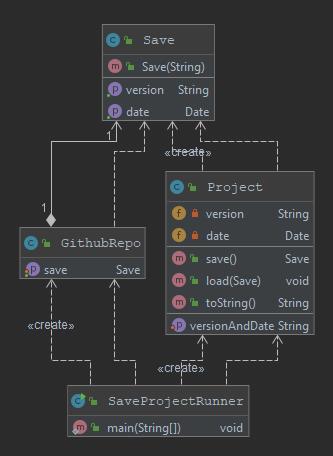 Save
Save(String)
version String
date Date
1
«create»
Project
version String
date Date
save() Save
load(Save) void
toString() String
versionAndDate String
1
GithubRepo
save Save
«create»
«create»
SaveProjectRunner
main(String[]) void